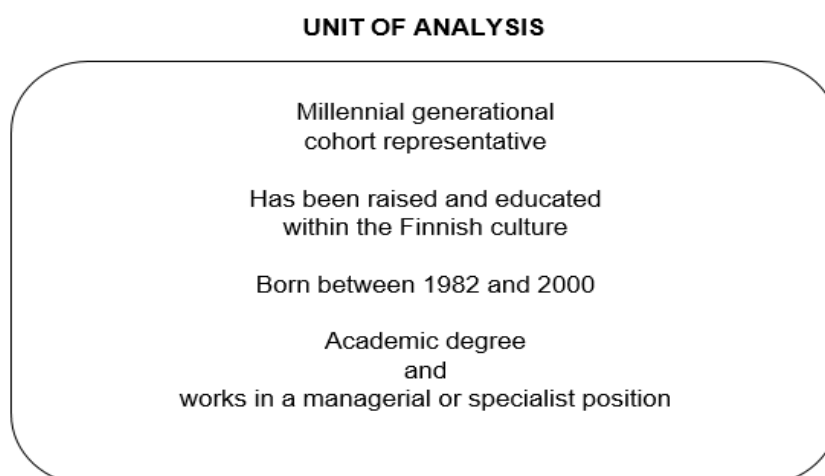 UNIT OF ANALYSIS
Millennial generational
cohort representative
Has been raised and educated
within the Finnish culture
Born between 1982 and 2000
Academic degree
and
works in a managerial or specialist position